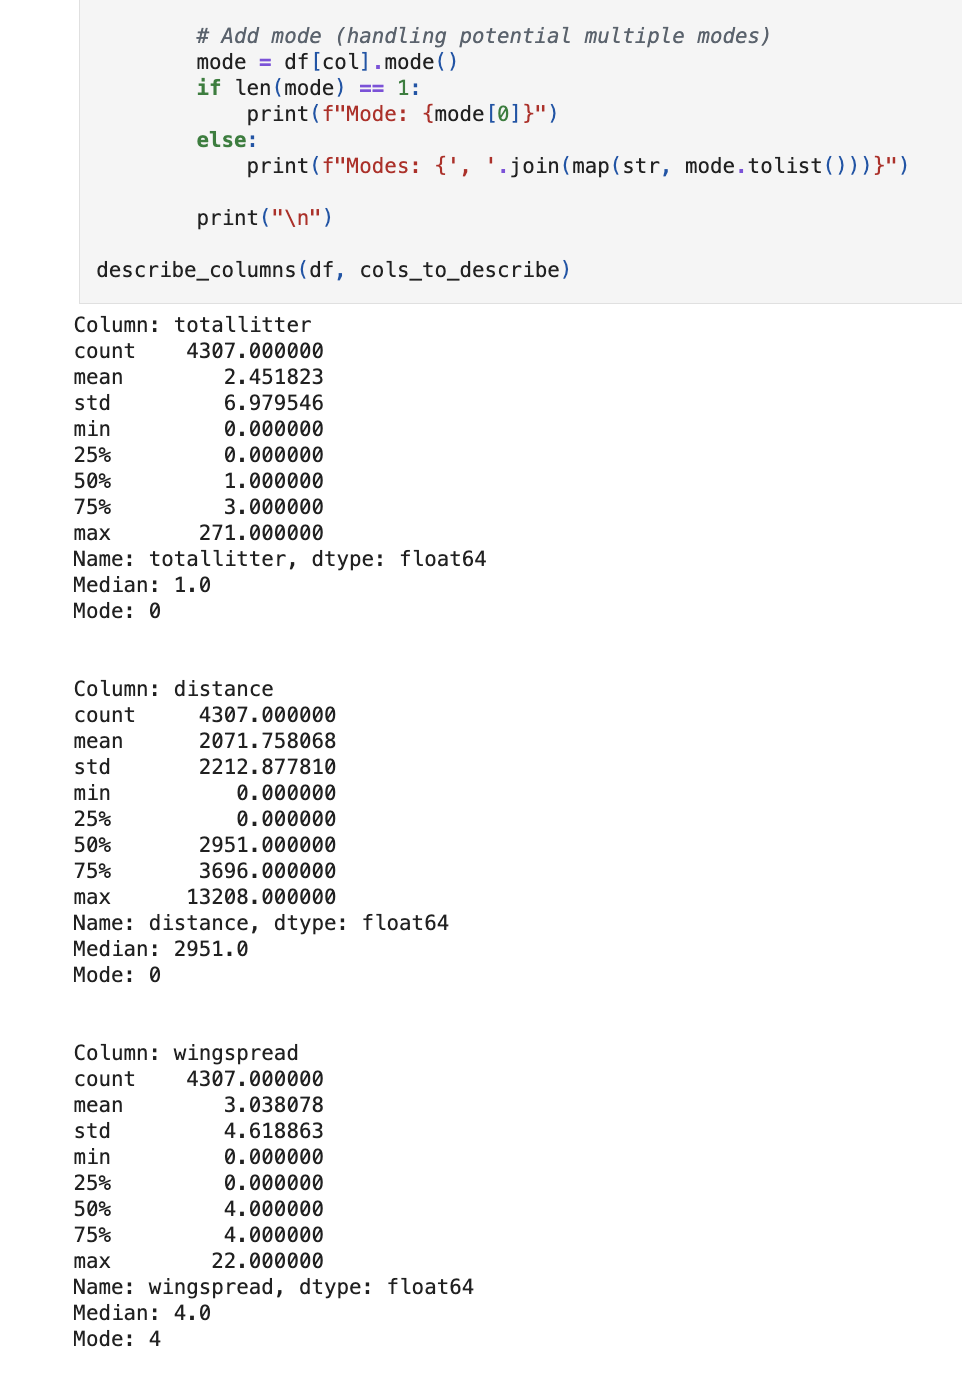 # Add mode (handling potential multiple modes)
mode = df[col].mode()
if len(mode) == 1:
print(f"Mode: {mode[0]}")
else:
print(f"Modes: {', '.join(map(str, mode.tolist()))}")
print("\n")
describe_columns(df, cols_to_describe)
Column: totallitter
count    4307.000000
mean        2.451823
std         6.979546
min         0.000000
25%         0.000000
50%         1.000000
75%         3.000000
max       271.000000
Name: totallitter, dtype: float64
Median: 1.0
Mode: 0
Column: distance
count     4307.000000
mean      2071.758068
std       2212.877810
min          0.000000
25%          0.000000
50%       2951.000000
75%       3696.000000
max      13208.000000
Name: distance, dtype: float64
Median: 2951.0
Mode: 0
Column: wingspread
count    4307.000000
mean        3.038078
std         4.618863
min         0.000000
25%         0.000000
50%         4.000000
75%         4.000000
max        22.000000
Name: wingspread, dtype: float64
Median: 4.0
Mode: 4